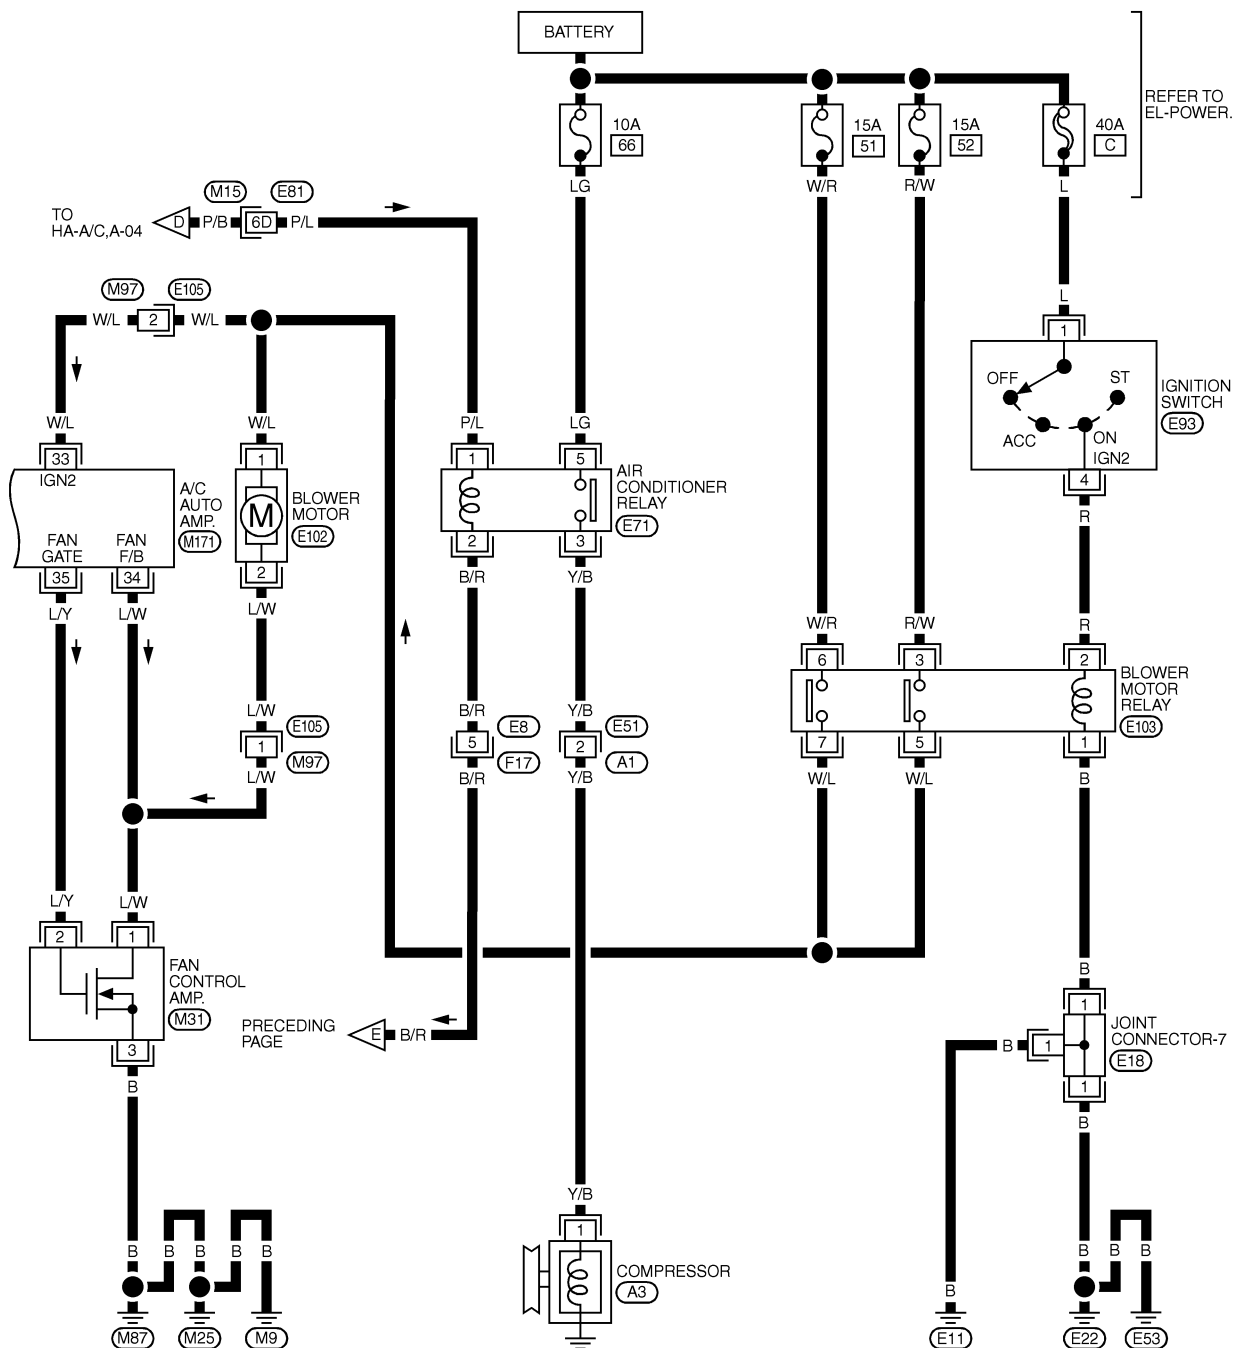 BATTERY
REFER TO
EL-POWER.
10A
66
15A
51
15A
52
40A
C
LG
W/R
R/W
L
M15
E81
TO
HA-A/C,A-04
D
P/B
6D
P/L
M97
E105
W/L
2
W/L
L
1
OFF
ST
ACC
ON
IGN2
IGNITION
SWITCH
E93
4
R
W/L
W/L
P/L
LG
33
IGN2
FAN
GATE
FAN
F/B
35
34
A/C
AUTO
AMP.
M171
1
M
2
BLOWER
MOTOR
E102
1
5
2
3
AIR
CONDITIONER
RELAY
E71
L/Y
L/W
L/W
B/R
Y/B
W/R
R/W
R
6
3
2
7
5
1
BLOWER
MOTOR
RELAY
E103
L/W
1
E105
M97
L/W
B/R
5
E8
F17
B/R
Y/B
2
E51
A1
Y/B
W/L
W/L
B
L/Y
L/W
2
1
3
FAN
CONTROL
AMP.
M31
PRECEDING
PAGE
E
B/R
B
B
1
1
1
JOINT
CONNECTOR-7
E18
B
B
Y/B
1
COMPRESSOR
A3
B
B
B
B
B
M87
M25
M9
B
E11
B
B
B
E22
E53